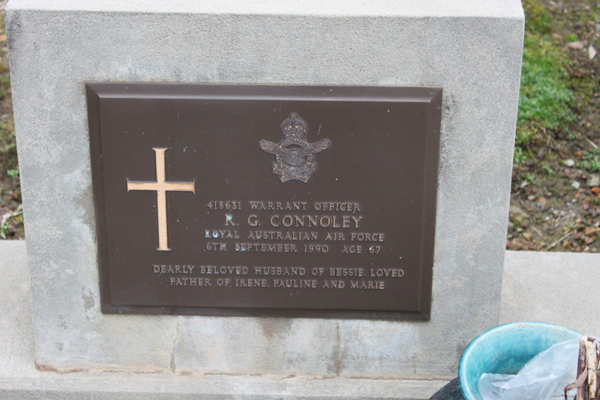 418631 WARRANT OFFICER
R. G. CONNOLEY
ROYAL AUSTRALIAN AIR FORCE
6TH SEPTEMBER 1990 AGE 67
DEARLY BELOVED HUSBAND OF BESSIE. LOVED
FATHER OF IRENE, PAULINE AND MARIE